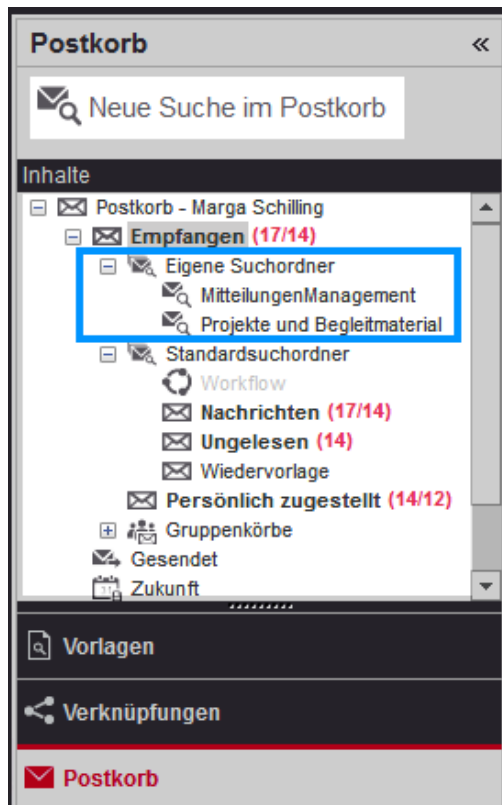 Postkorb «
Neue Suche im Postkorb
Inhalte
Postkorb - Marga Schilling
Empfangen (17/14)
Eigene Suchordner
MitteilungenManagement
Projekte und Begleitmaterial
Standardsuchordner
Workflow
Nachrichten (17/14)
Ungelesen (14)
Wiedervorlage
Persönlich zugestellt (14/12)
Gruppenkörbe
Gesendet
Zukunft
Vorlagen
Verknüpfungen
Postkorb